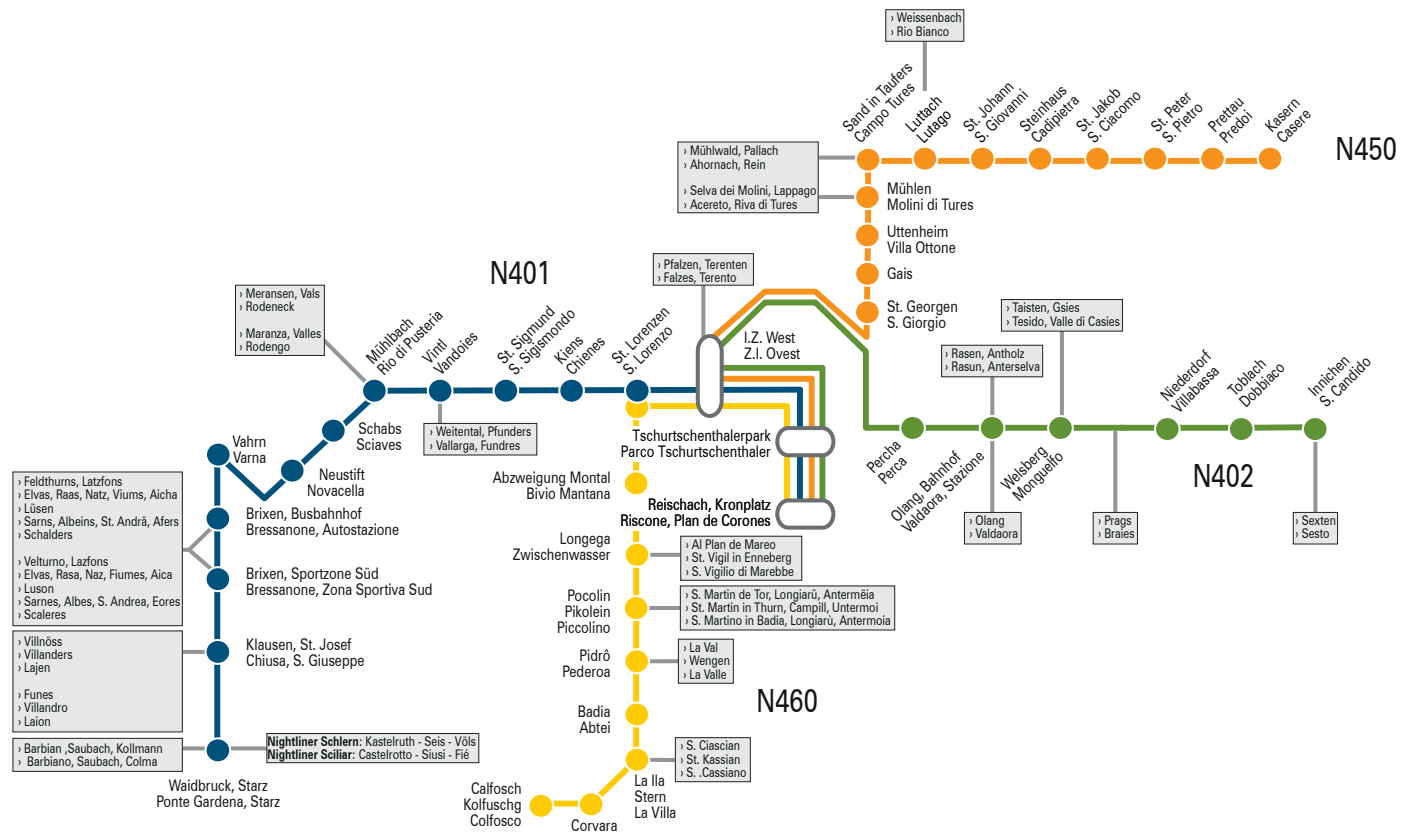 › Weissenbach
› Rio Bianco
Sand in Taufers
Campo Tures
Luttach
Lutago
St. Johann
S. Giovanni
Steinhaus
Cadipietra
St. Jakob
S. Giacomo
St. Peter
S. Pietro
Prettau
Predoi
Kasern
Casere
N450
› Mühlwald, Pallach
› Ahornach, Rein
› Selva dei Molini, Lappago
› Acereto, Riva di Tures
Mühlen
Molini di Tures
Uttenheim
Villa Ottone
Gais
St. Georgen
S. Giorgio
N401
› Pfalzen, Terenten
› Falzes, Terento
› Meransen, Vals
› Rodeneck
› Maranza, Valles
› Rodengo
Mühlbach
Rio di Pusteria
Vintl
Vandoies
St. Sigmund
S. Sigismondo
Kiens
Chienes
St. Lorenzen
S. Lorenzo
I.Z. West
Z.I. Ovest
› Taisten, Gsies
› Tesido, Valle di Casies
› Rasen, Antholz
› Rasun, Anterselva
Niederdorf
Villabassa
Toblach
Dobbiaco
Innichen
S. Candido
Schabs
Sciaves
› Weitental, Pfunders
› Vallarga, Fundres
Tschurtschenthalerpark
Parco Tschurtschenthaler
Percha
Perca
Olang, Bahnhof
Valdaora, Stazione
Welsberg
Monguelfo
N402
Vahrn
Varna
Neustift
Novacella
Abzweigung Montal
Bivio Mantana
Reischach, Kronplatz
Riscone, Plan de Corones
› Olang
› Valdaora
› Prags
› Braies
› Sexten
› Sesto
› Feldthurns, Latzfons
› Elvas, Raas, Natz, Viums, Aicha
› Lüsen
› Sarns, Albeins, St. Andrä, Afers
› Schalders
› Velturno, Lazfons
› Elvas, Rasa, Naz, Fiumes, Aica
› Luson
› Sarnes, Albes, S. Andrea, Eores
› Scaleres
Brixen, Busbahnhof
Bressanone, Autostazione
Brixen, Sportzone Süd
Bressanone, Zona Sportiva Sud
Longega
Zwischenwasser
› Al Plan de Mareo
› St. Vigil in Enneberg
› S. Vigilio di Marebbe
Pocolin
Pikolein
Piccolino
› S. Martin de Tor, Longiarü, Antermëia
› St. Martin in Thurn, Campill, Untermoi
› S. Martino in Badia, Longiarù, Antermoia
› Villnöss
› Villanders
› Lajen
› Funes
› Villandro
› Laion
Klausen, St. Josef
Chiusa, S. Giuseppe
Pidrô
Pederoa
› La Val
› Wengen
› La Valle
N460
Badia
Abtei
› Barbian ,Saubach, Kollmann
› Barbiano, Saubach, Colma
Nightliner Schlern: Kastelruth - Seis - Völs
Nightliner Sciliar: Castelrotto - Siusi - Fié
Waidbruck, Starz
Ponte Gardena, Starz
› S. Ciascian
› St. Kassian
› S. .Cassiano
La Ila
Stern
La Villa
Calfosch
Kolfuschg
Colfosco
Corvara